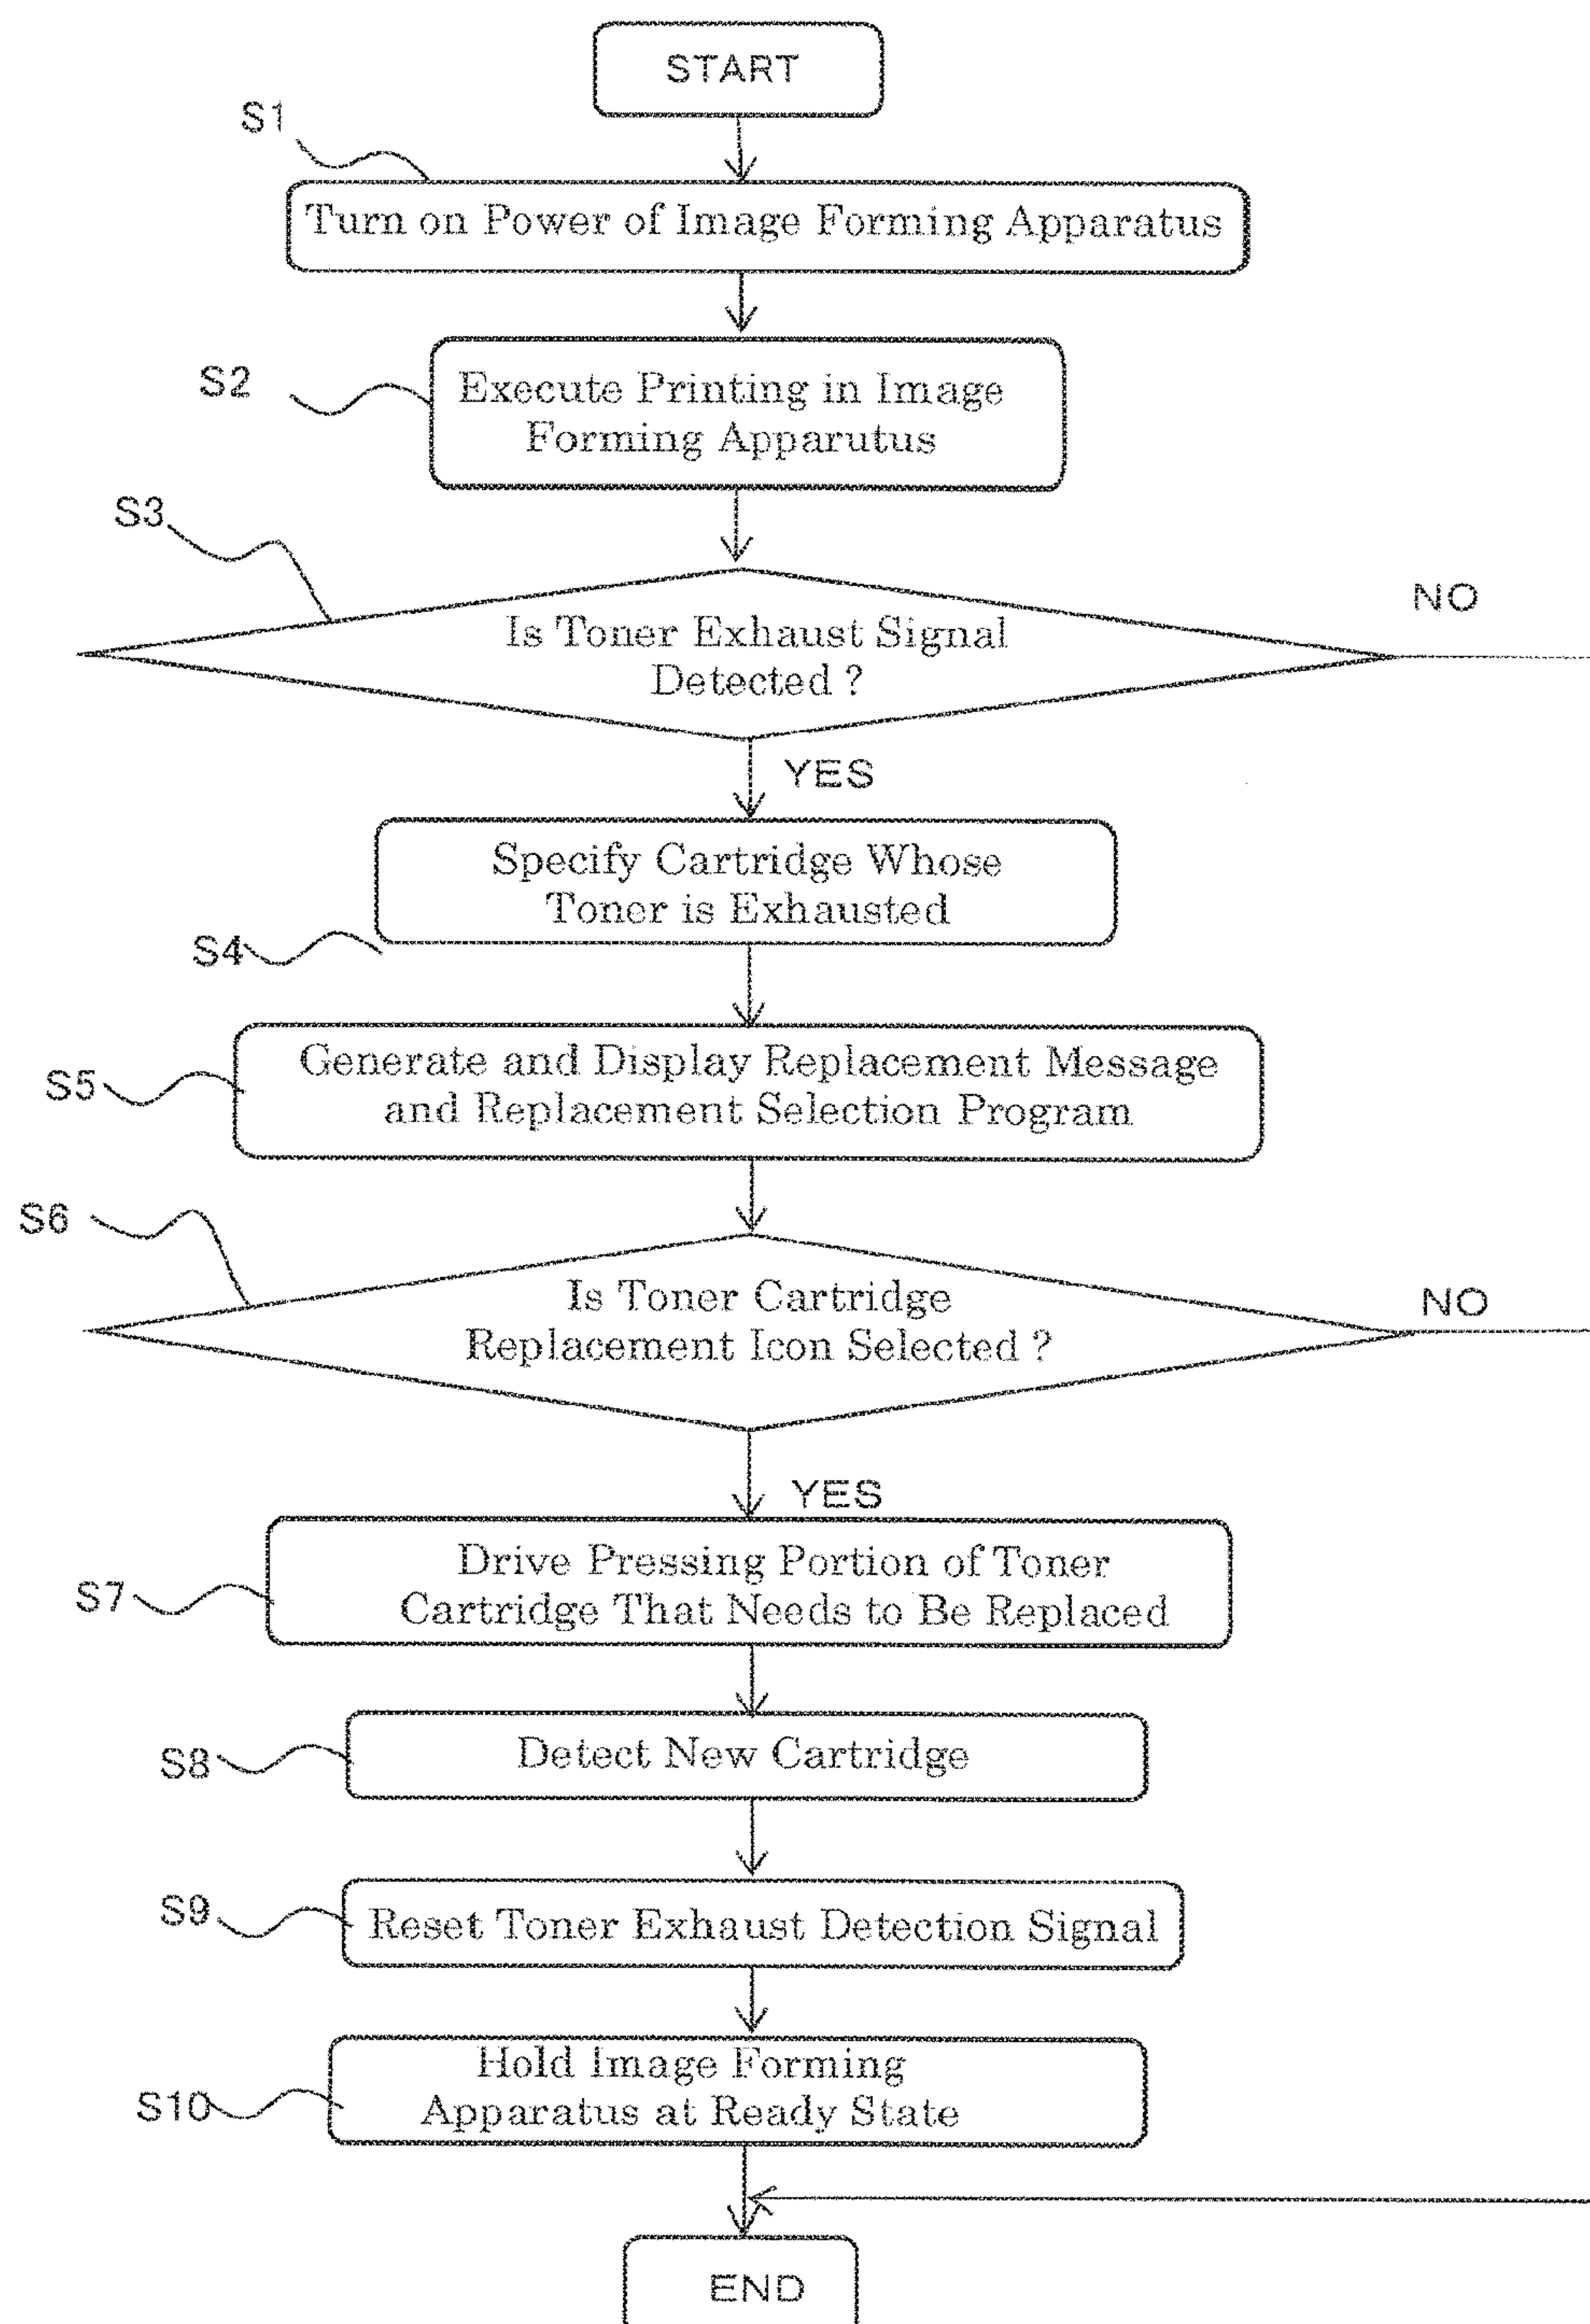 START
S1
Turn on Power of Image Forming Apparatus
S2
Execute Printing in Image
Forming Apparutus
S3
Is Toner Exhaust Signal
Detected ?
NO
YES
Specify Cartridge Whose
Toner is Exhausted
S4
S5
Generate and Display Replacement Message
and Replacement Selection Program
S6
Is Toner Cartridge
Replacement Icon Selected ?
NO
YES
S7
Drive Pressing Portion of Toner
Cartridge That Needs to Be Replaced
S8
Detect New Cartridge
S9
Reset Toner Exhaust Detection Signal
S10
Hold Image Forming
Apparatus at Ready State
END